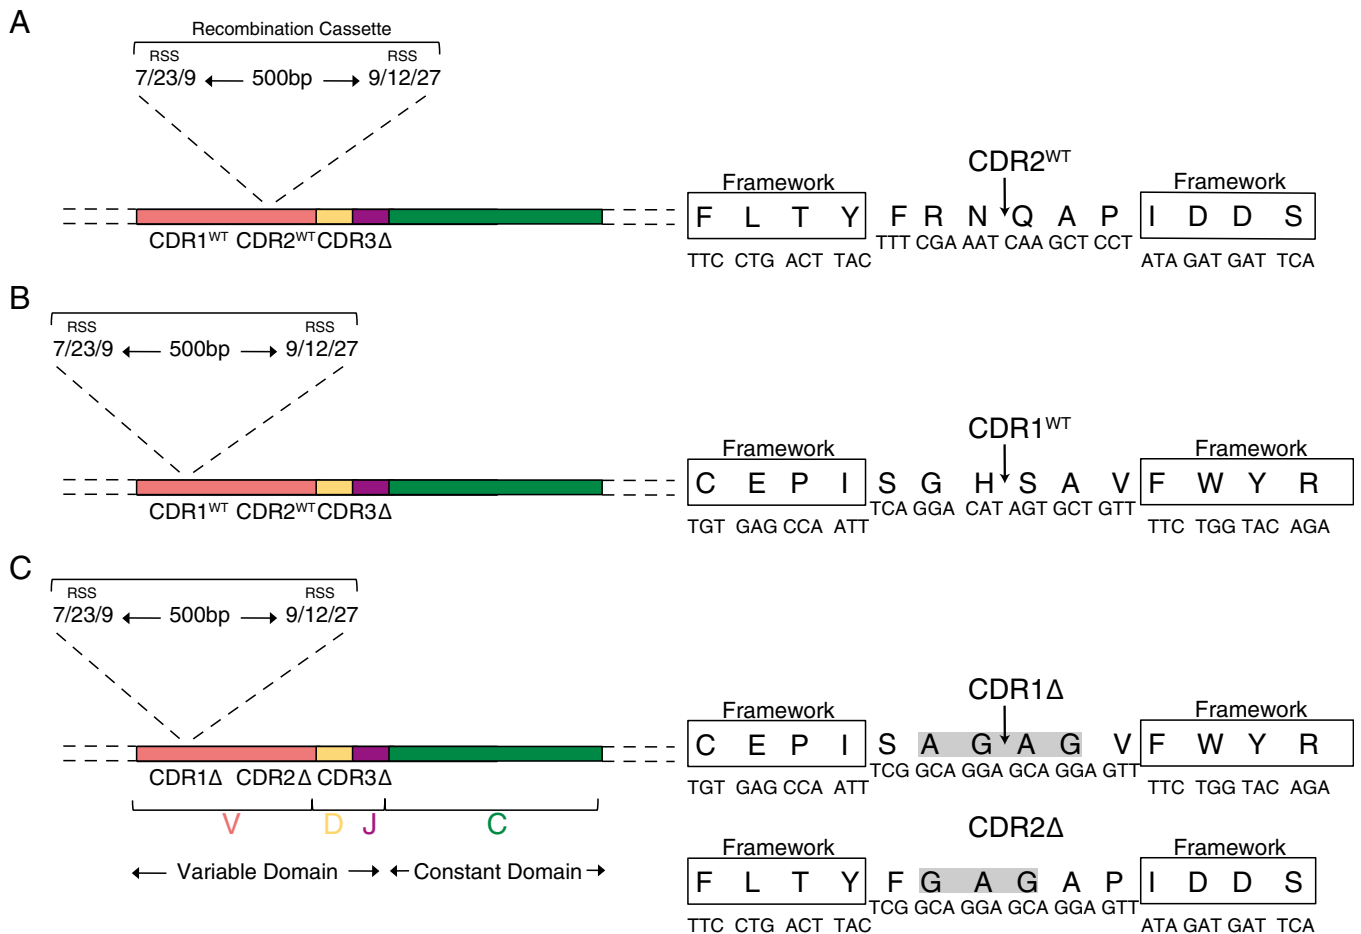 A
Recombination Cassette
RSS RSS
7/23/9 500bp 9/12/27
CDR1WT CDR2WT CDR3Δ
CDR2WT
Framework Framework
F L T Y F R N Q A P I D D S
TTT CGA AAT CAA GCT CCT
TTC CTG ACT TAC ATA GAT GAT TCA
B
RSS RSS
7/23/9 500bp 9/12/27
CDR1WT CDR2WT CDR3Δ
CDR1WT
Framework Framework
C E P I S G H S A V F W Y R
TCA GGA CAT AGT GCT GTT
TGT GAG CCA ATT TTC TGG TAC AGA
C
RSS RSS
7/23/9 500bp 9/12/27
CDR1Δ CDR2Δ CDR3Δ
V D J C
Variable Domain Constant Domain
CDR1Δ
Framework Framework
C E P I S A G A G V F W Y R
TCG GCA GGA GCA GGA GTT
TGT GAG CCA ATT TTC TGG TAC AGA
CDR2Δ
Framework Framework
F L T Y F G A G A P I D D S
TCG GCA GGA GCA GGA GTT
TTC CTG ACT TAC ATA GAT GAT TCA